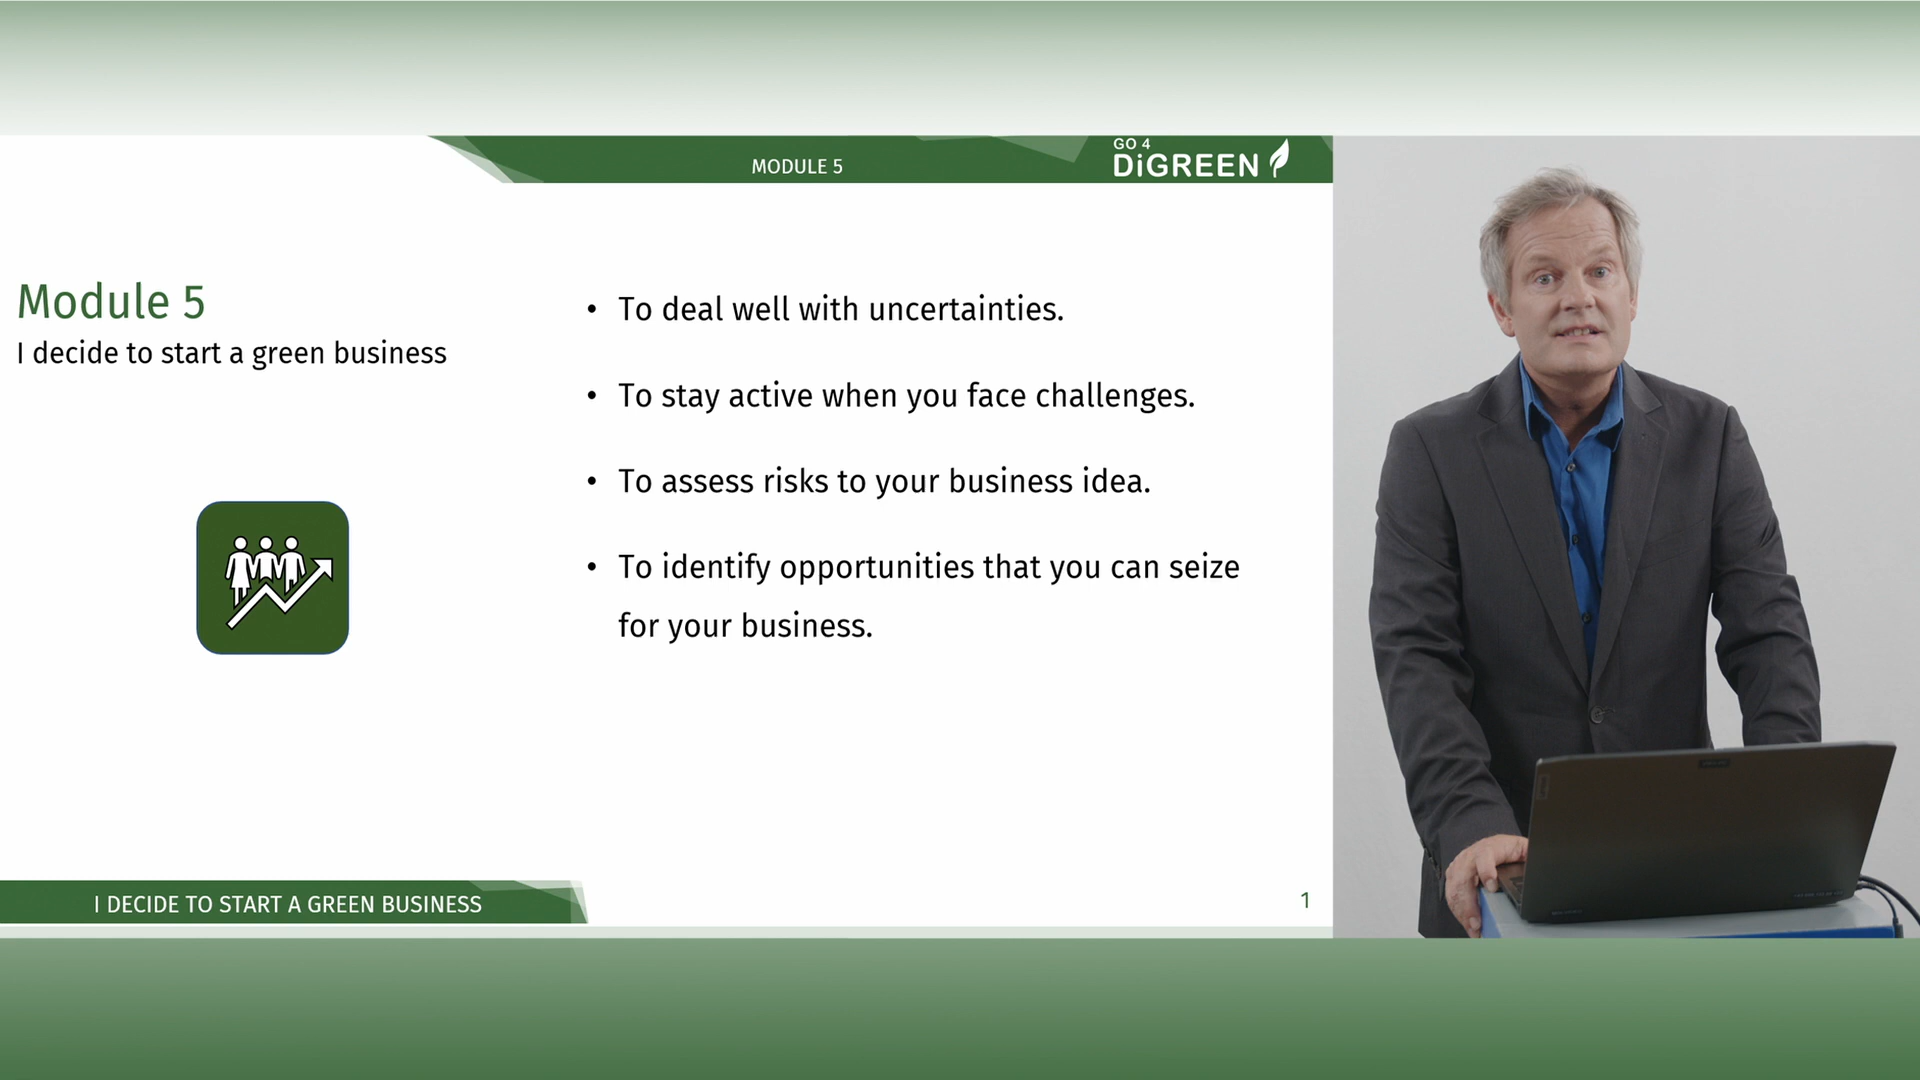 MODULE 5
GO 4
DiGREEN
Module 5
I decide to start a green business
• To deal well with uncertainties.
• To stay active when you face challenges.
• To assess risks to your business idea.
• To identify opportunities that you can seize
for your business.
I DECIDE TO START A GREEN BUSINESS
1